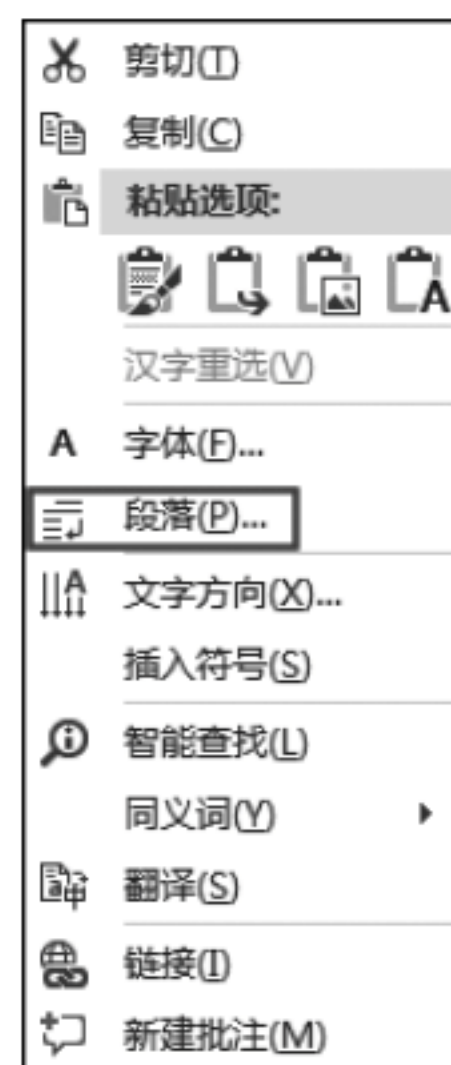 剪切(T)
复制(C)
粘贴选项:
汉字重选(V)
字体(F)...
段落(P)...
文字方向(X)...
插入符号(S)
智能查找(L)
同义词(Y)
翻译(S)
链接(I)
新建批注(M)